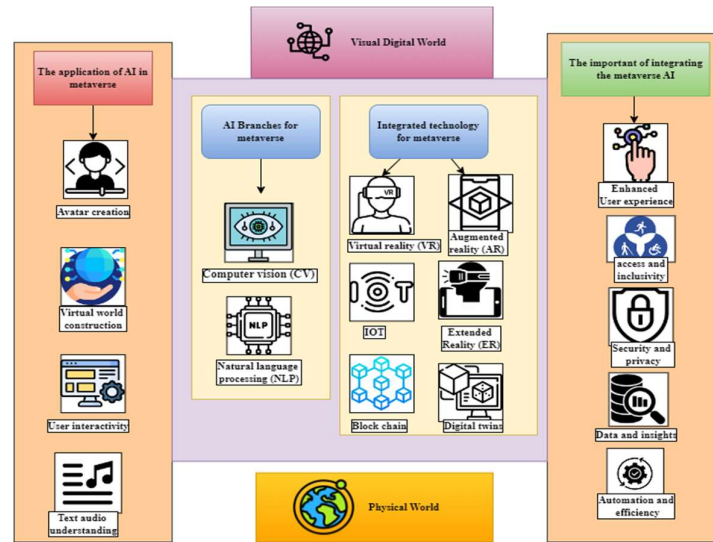 Visual Digital World
The application of AI in
metaverse
Avatar creation
Virtual world
construction
User interactivity
Text audio
understanding
AI Branches for
metaverse
Computer vision (CV)
NLP
Natural language
processing (NLP)
Integrated technology
for metaverse
VR
Virtual reality (VR)
Augmented
reality (AR)
IOT
IOT
Extended
Reality (ER)
Block chain
Digital twins
The important of integrating
the metaverse AI
Enhanced
User experience
access and
inclusivity
Security and
privacy
Data and insights
Automation and
efficiency
Physical World